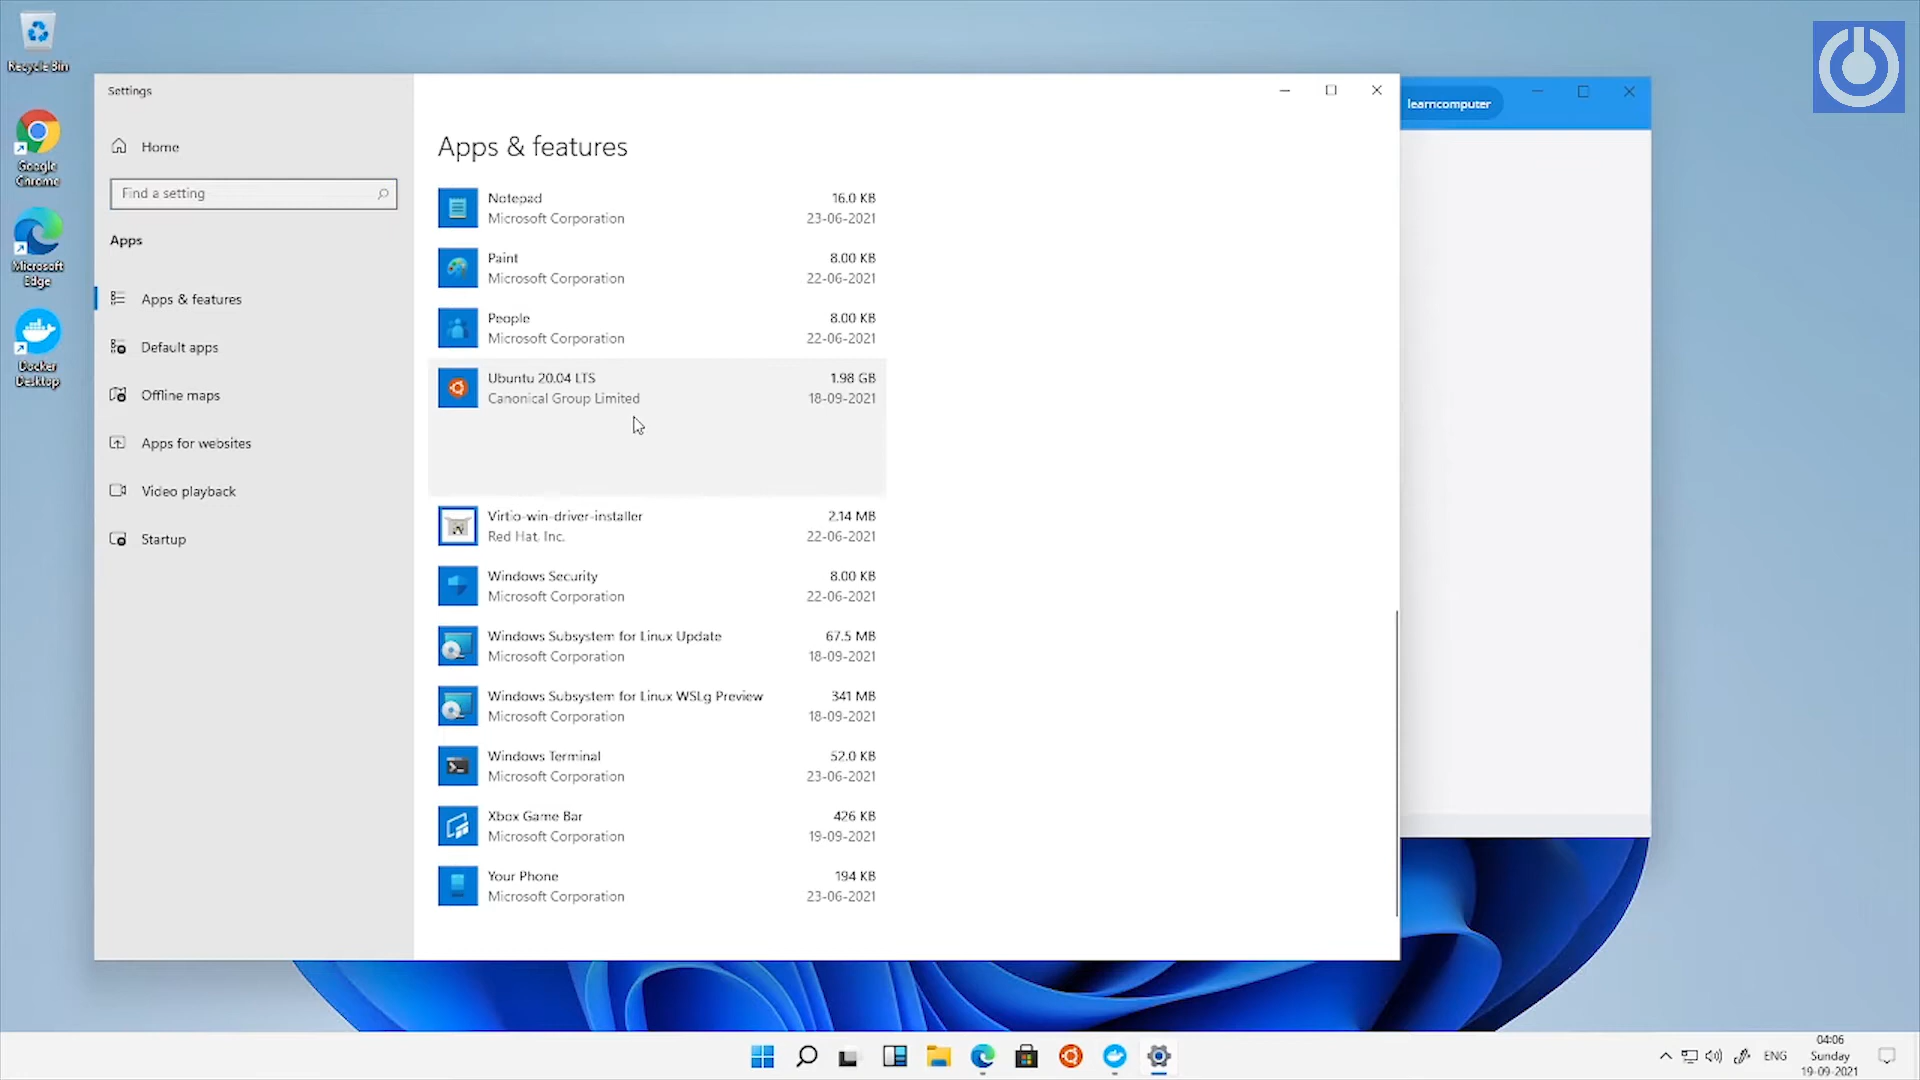 Recycle Bin
Google
Chrome
Microsoft
Edge
Docker
Desktop
Settings
Home
Find a setting
Apps
Apps & features
Default apps
Offline maps
Apps for websites
Video playback
Startup
Apps & features
Notepad 16.0 KB
Microsoft Corporation 23-06-2021
Paint 8.00 KB
Microsoft Corporation 22-06-2021
People 8.00 KB
Microsoft Corporation 22-06-2021
Ubuntu 20.04 LTS 1.98 GB
Canonical Group Limited 18-09-2021
Virtio-win-driver-installer 2.14 MB
Red Hat, Inc. 22-06-2021
Windows Security 8.00 KB
Microsoft Corporation 22-06-2021
Windows Subsystem for Linux Update 67.5 MB
Microsoft Corporation 18-09-2021
Windows Subsystem for Linux WSLg Preview 341 MB
Microsoft Corporation 18-09-2021
Windows Terminal 52.0 KB
Microsoft Corporation 23-06-2021
Xbox Game Bar 426 KB
Microsoft Corporation 19-09-2021
Your Phone 194 KB
Microsoft Corporation 23-06-2021
learncomputer
ENG
04:06
Sunday
19-09-2021